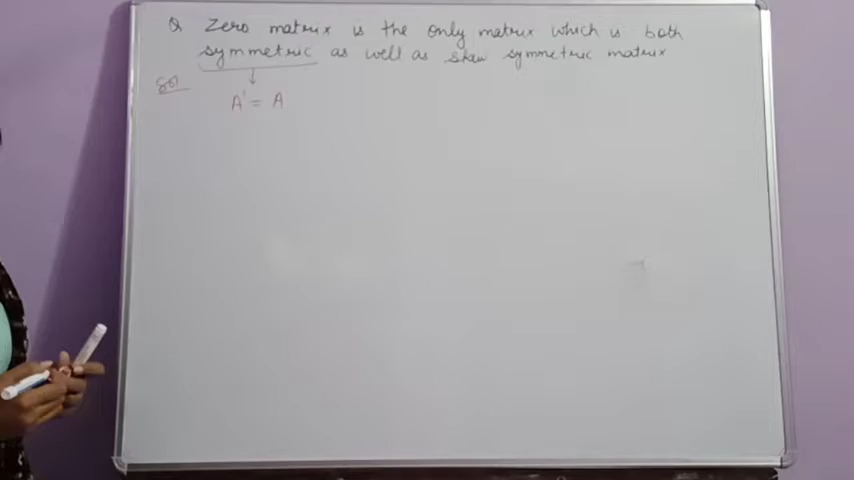 Q Zero matrix is the only matrix which is both
symmetric as well as skew symmetric matrix
Sol
A' = A